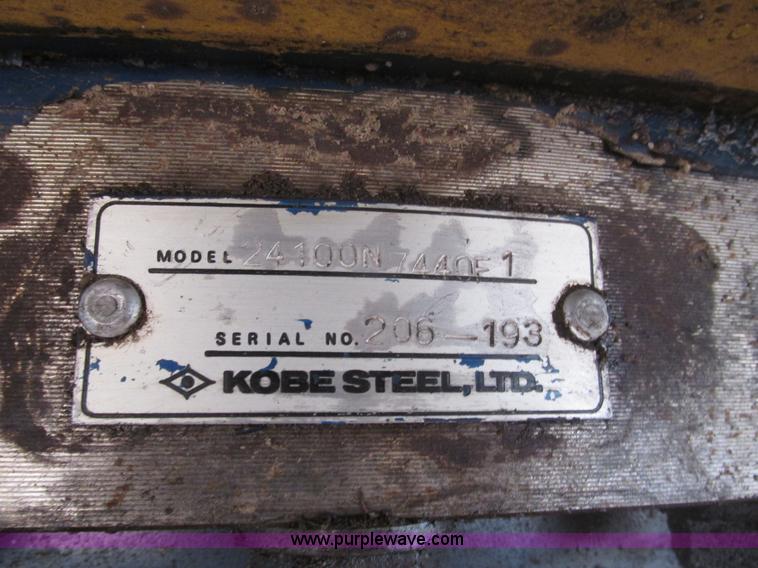 MODEL 24100N 7440F1
SERIAL NO. 206-193
KOBE STEEL, LTD.
www.purplewave.com